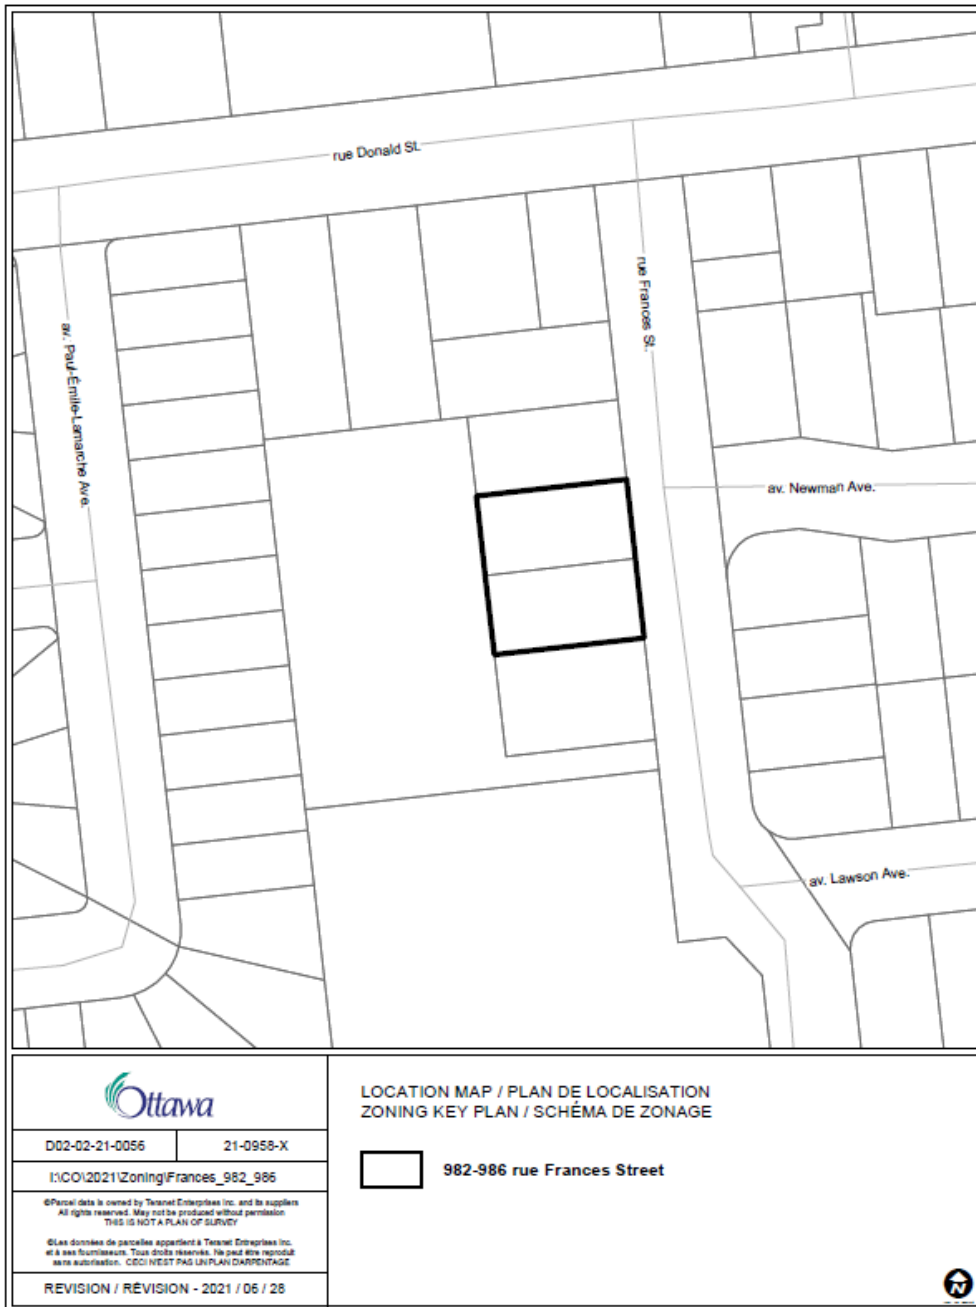 rue Donald St.
rue Frances St.
av. Paul-Émile-Lamarche Ave.
av. Newman Ave.
av. Lawson Ave.
Ottawa
D02-02-21-0056
21-0958-X
I:\CO\2021\Zoning\Frances_982_986
©Parcel data is owned by Teranet Enterprises Inc. and its suppliers
All rights reserved. May not be produced without permission
THIS IS NOT A PLAN OF SURVEY
©Les données de parcelles appartient à Teranet Entreprises Inc.
et à ses fournisseurs. Tous droits réservés. Ne peut être reproduit
sans autorisation. CECI N'EST PAS UN PLAN D'ARPENTAGE
REVISION / RÉVISION - 2021 / 06 / 28
LOCATION MAP / PLAN DE LOCALISATION
ZONING KEY PLAN / SCHÉMA DE ZONAGE
982-986 rue Frances Street
N